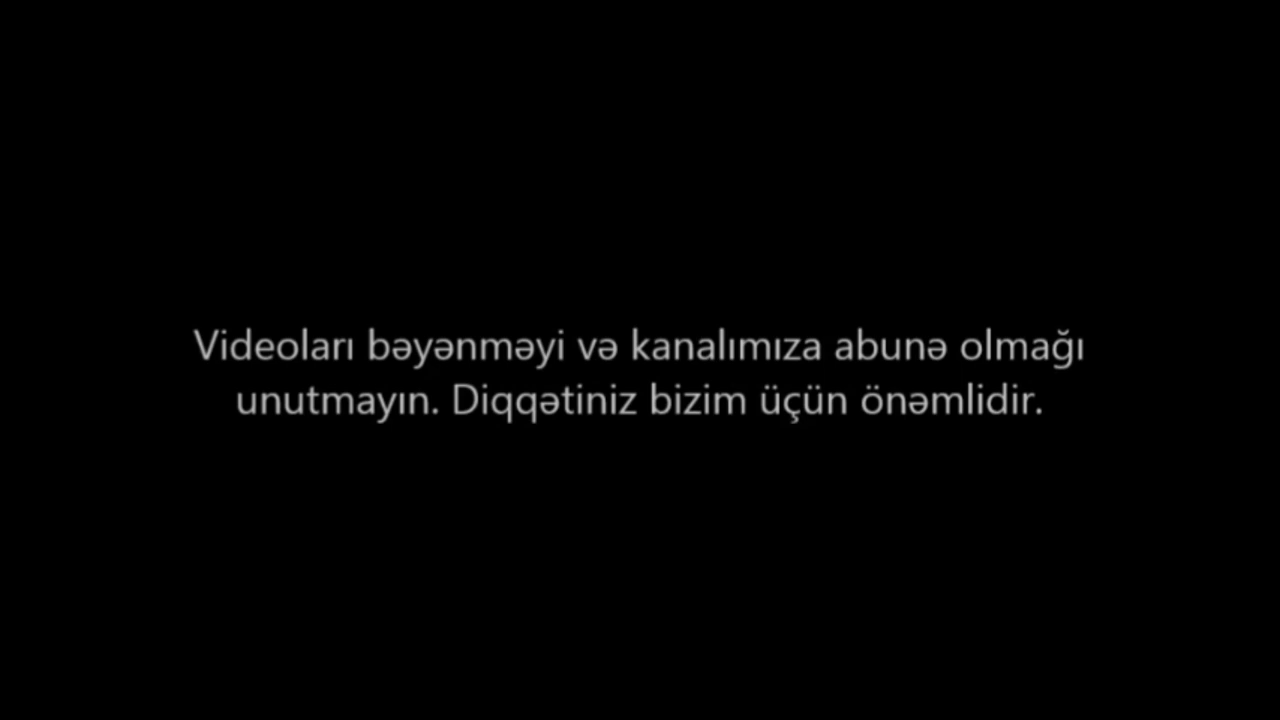 Videoları bəyənməyi və kanalımıza abunə olmağı
unutmayın. Diqqətiniz bizim üçün önəmlidir.